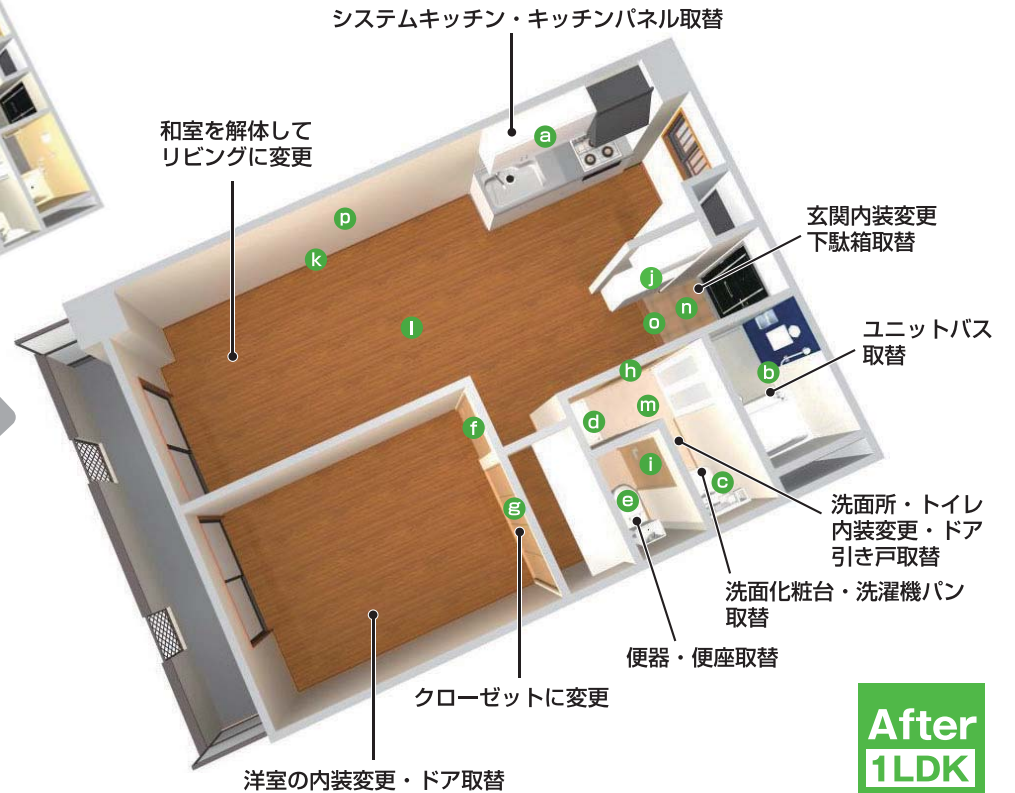 システムキッチン・キッチンパネル取替
a
和室を解体して
リビングに変更
p
k
玄関内装変更
下駄箱取替
j
n
o
l
ユニットバス
取替
b
h
m
d
f
i
c
e
g
洗面所・トイレ
内装変更・ドア
引き戸取替
洗面化粧台・洗濯機パン
取替
便器・便座取替
クローゼットに変更
洋室の内装変更・ドア取替
After
1LDK